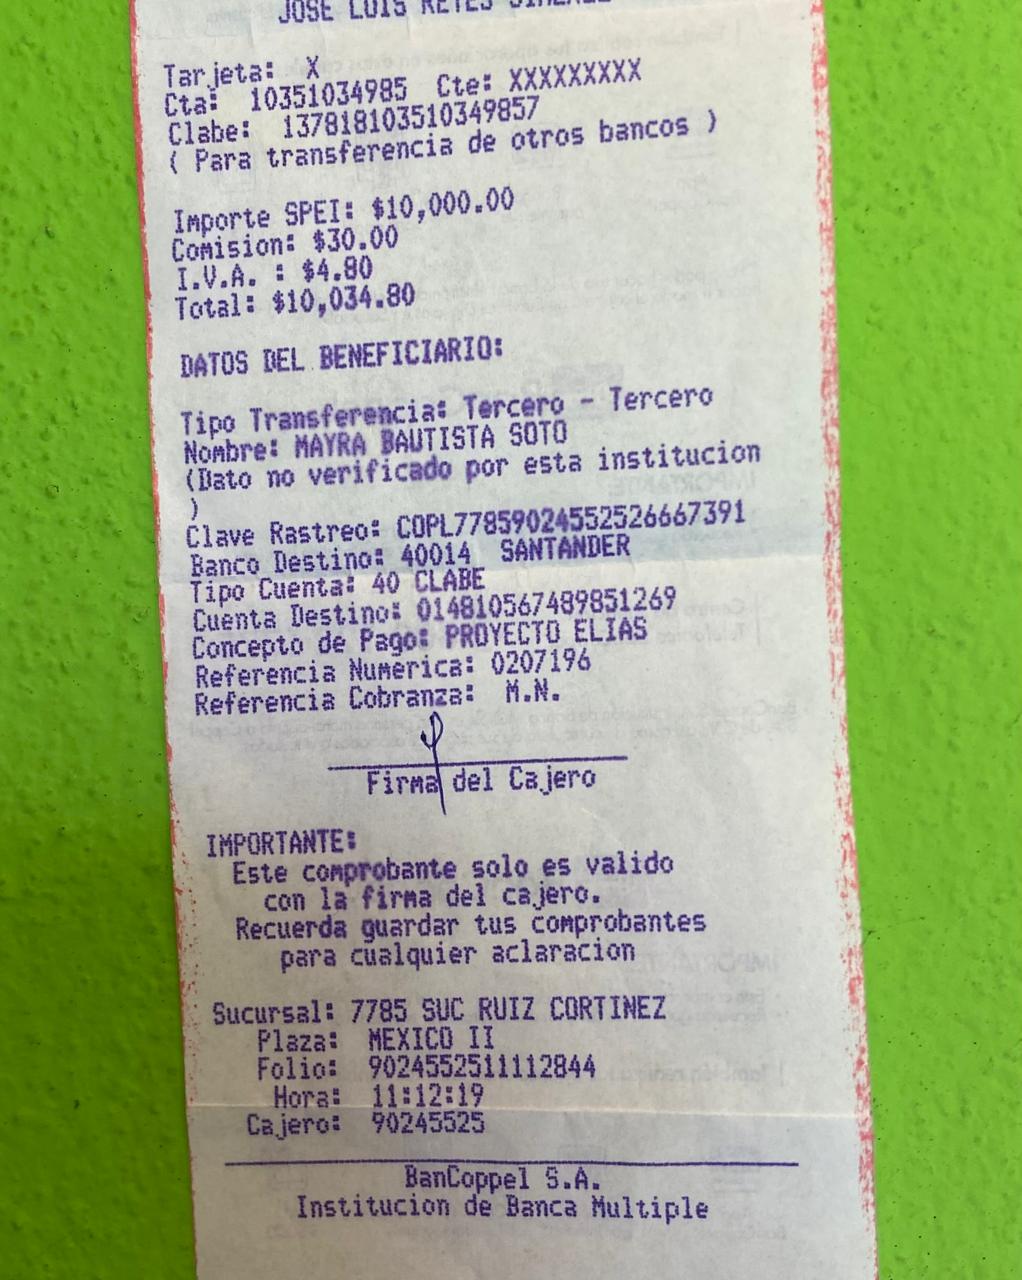 JOSE LUIS REYES
Tarjeta: X
Cta: 10351034985 Cte: XXXXXXXXX
Clabe: 137818103510349857
( Para transferencia de otros bancos )
Importe SPEI: $10,000.00
Comision: $30.00
I.V.A. : $4.80
Total: $10,034.80
DATOS DEL BENEFICIARIO:
Tipo Transferencia: Tercero - Tercero
Nombre: MAYRA BAUTISTA SOTO
(Dato no verificado por esta institucion
)
Clave Rastreo: COPL77859024552526667391
Banco Destino: 40014 SANTANDER
Tipo Cuenta: 40 CLABE
Cuenta Destino: 014810567489851269
Concepto de Pago: PROYECTO ELIAS
Referencia Numerica: 0207196
Referencia Cobranza: M.N.
Firma del Cajero
IMPORTANTE:
Este comprobante solo es valido
con la firma del cajero.
Recuerda guardar tus comprobantes
para cualquier aclaracion
Sucursal: 7785 SUC RUIZ CORTINEZ
Plaza: MEXICO II
Folio: 9024552511112844
Hora: 11:12:19
Cajero: 90245525
BanCoppel S.A.
Institucion de Banca Multiple